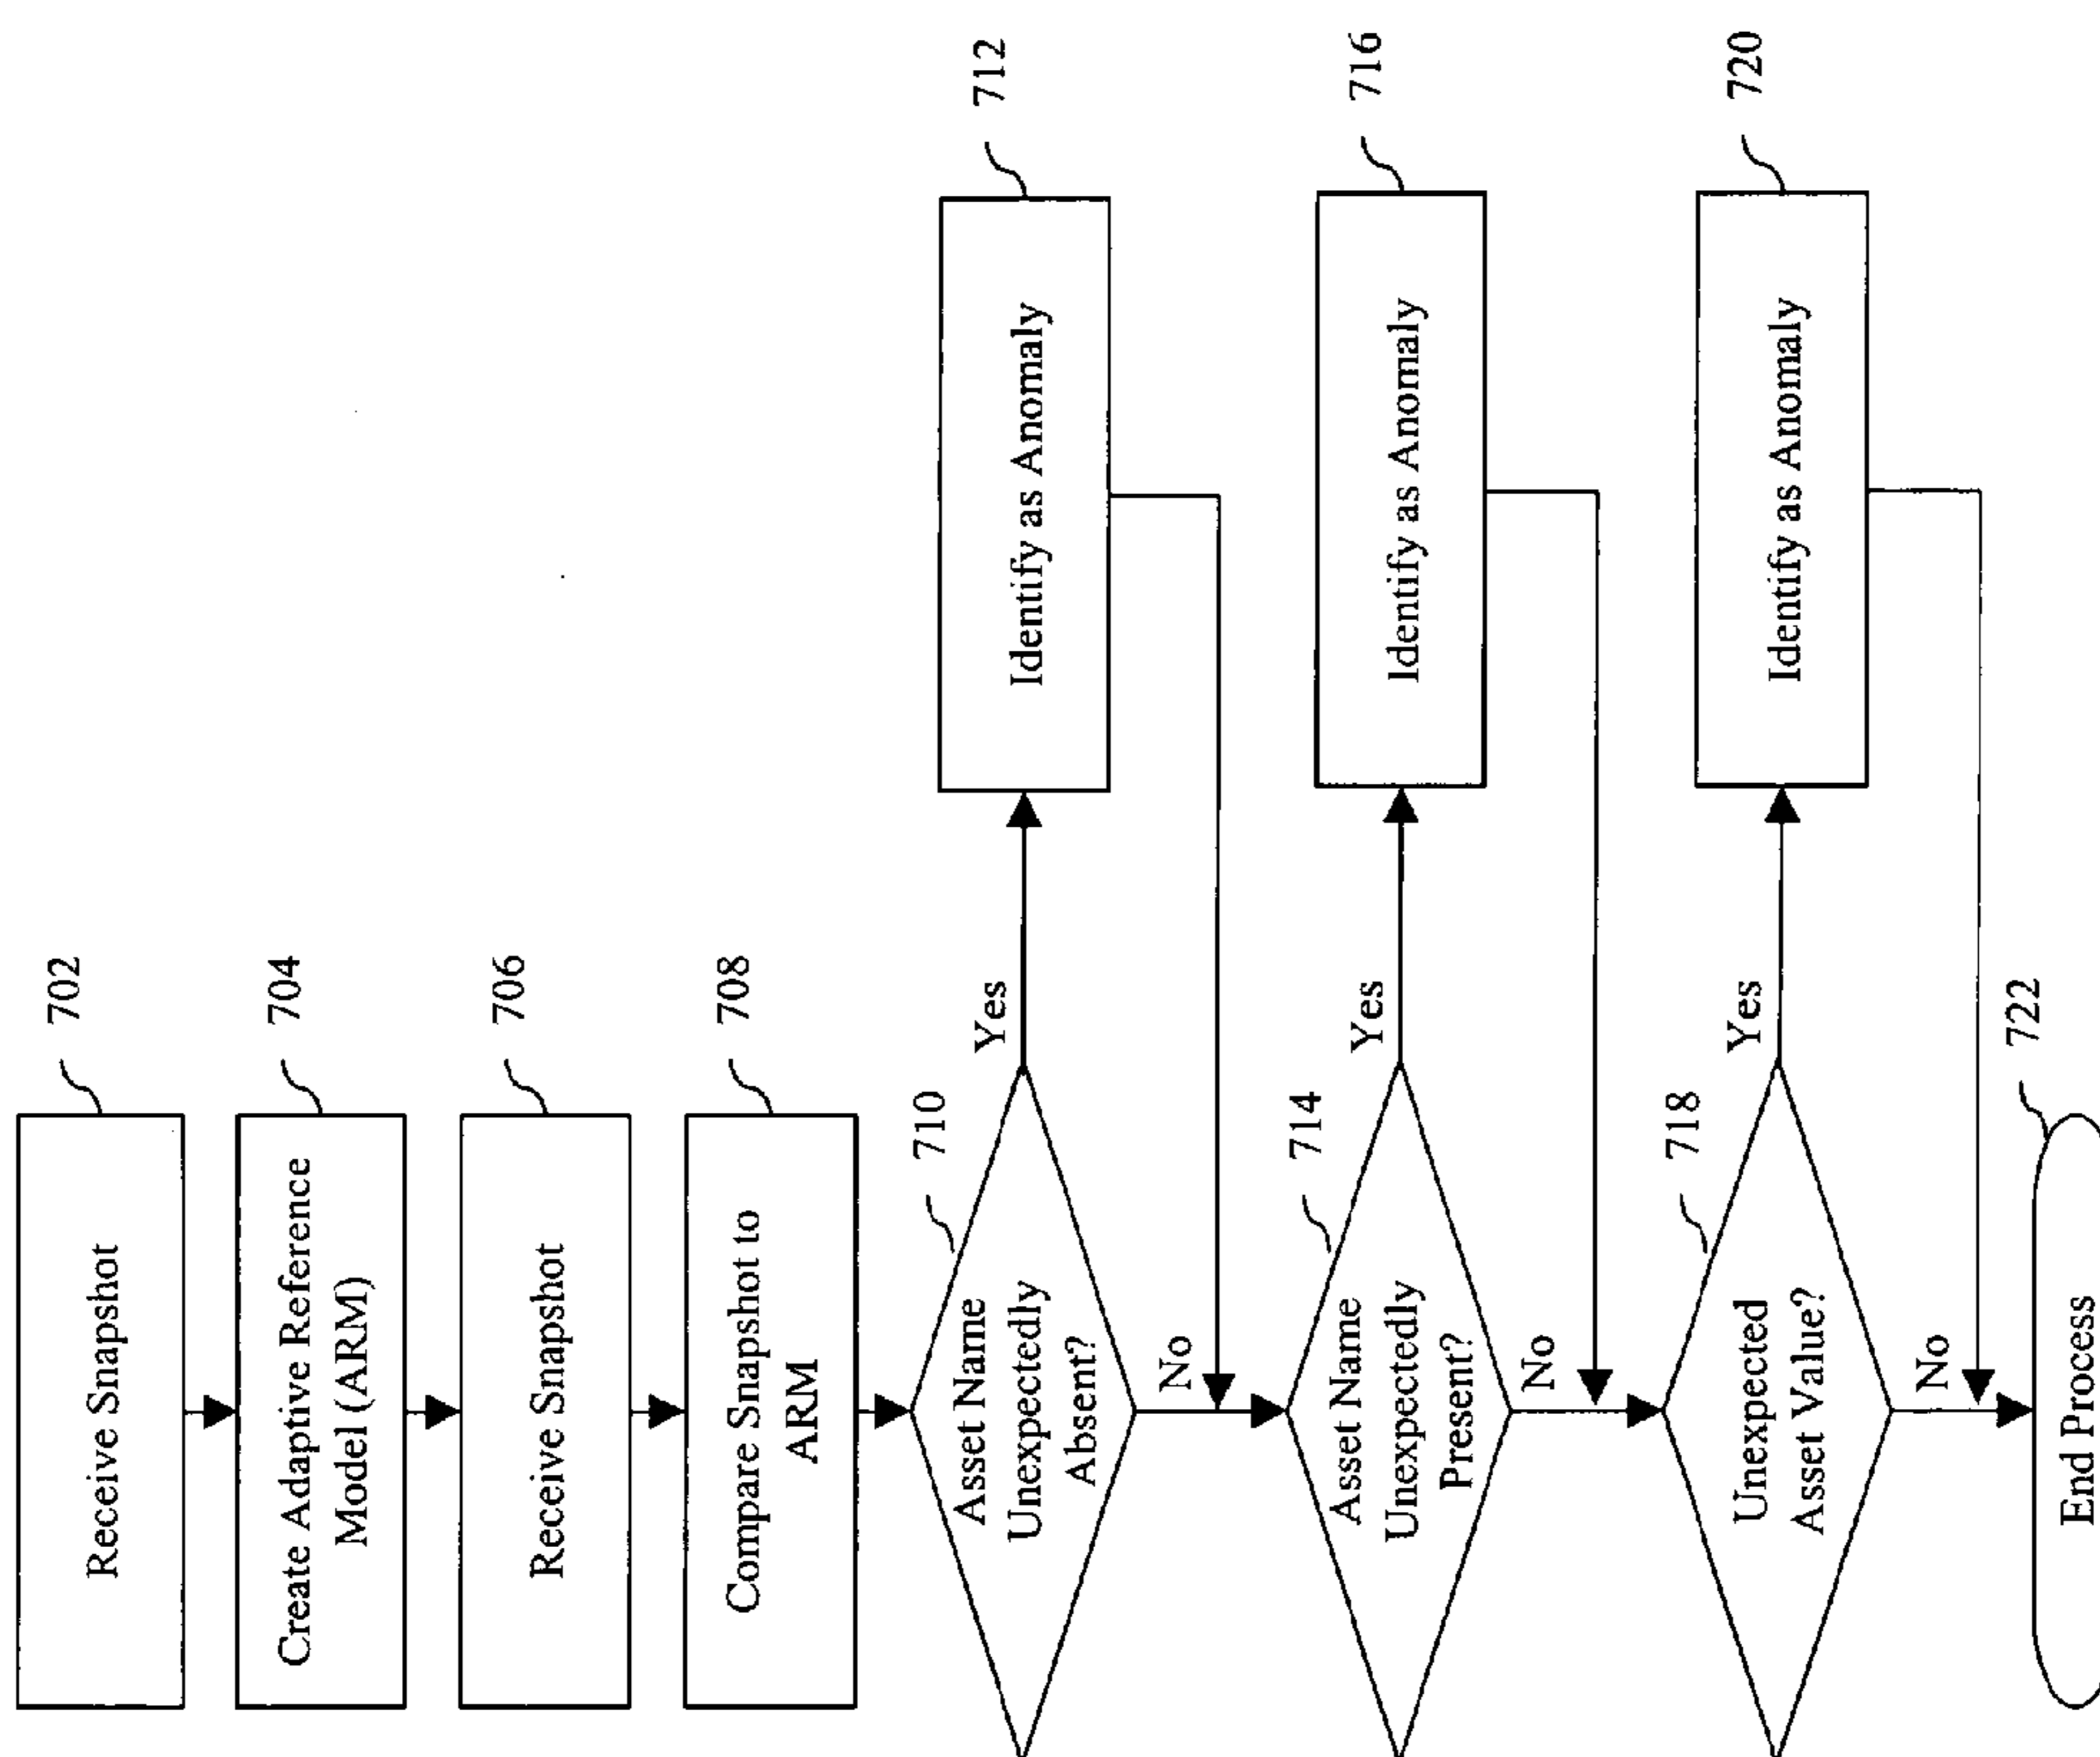 Receive Snapshot
702
Create Adaptive Reference
Model (ARM)
704
Receive Snapshot
706
Compare Snapshot to
ARM
708
Asset Name
Unexpectedly
Absent?
710
Yes
Identify as Anomaly
712
No
Asset Name
Unexpectedly
Present?
714
Yes
Identify as Anomaly
716
No
Unexpected
Asset Value?
718
Yes
Identify as Anomaly
720
No
End Process
722